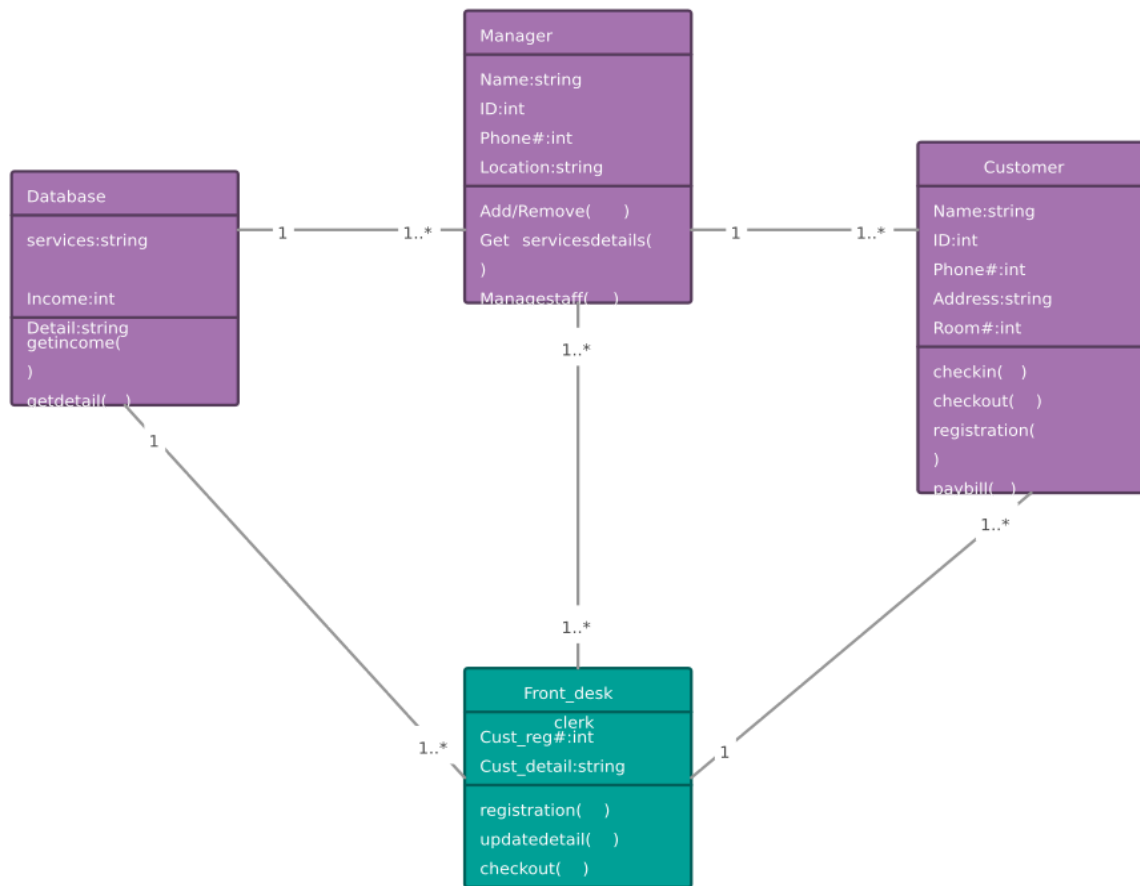 Manager
Name:string
ID:int
Phone#:int
Location:string
Add/Remove( )
Get servicesdetails(
)
Managestaff( )
Database
services:string
Income:int
Detail:string
getincome(
)
getdetail( )
Customer
Name:string
ID:int
Phone#:int
Address:string
Room#:int
checkin( )
checkout( )
registration(
)
paybill( )
1
1..*
1
1..*
1..*
1
1..*
1..*
1..*
1
Front_desk
clerk
Cust_reg#:int
Cust_detail:string
registration( )
updatedetail( )
checkout( )